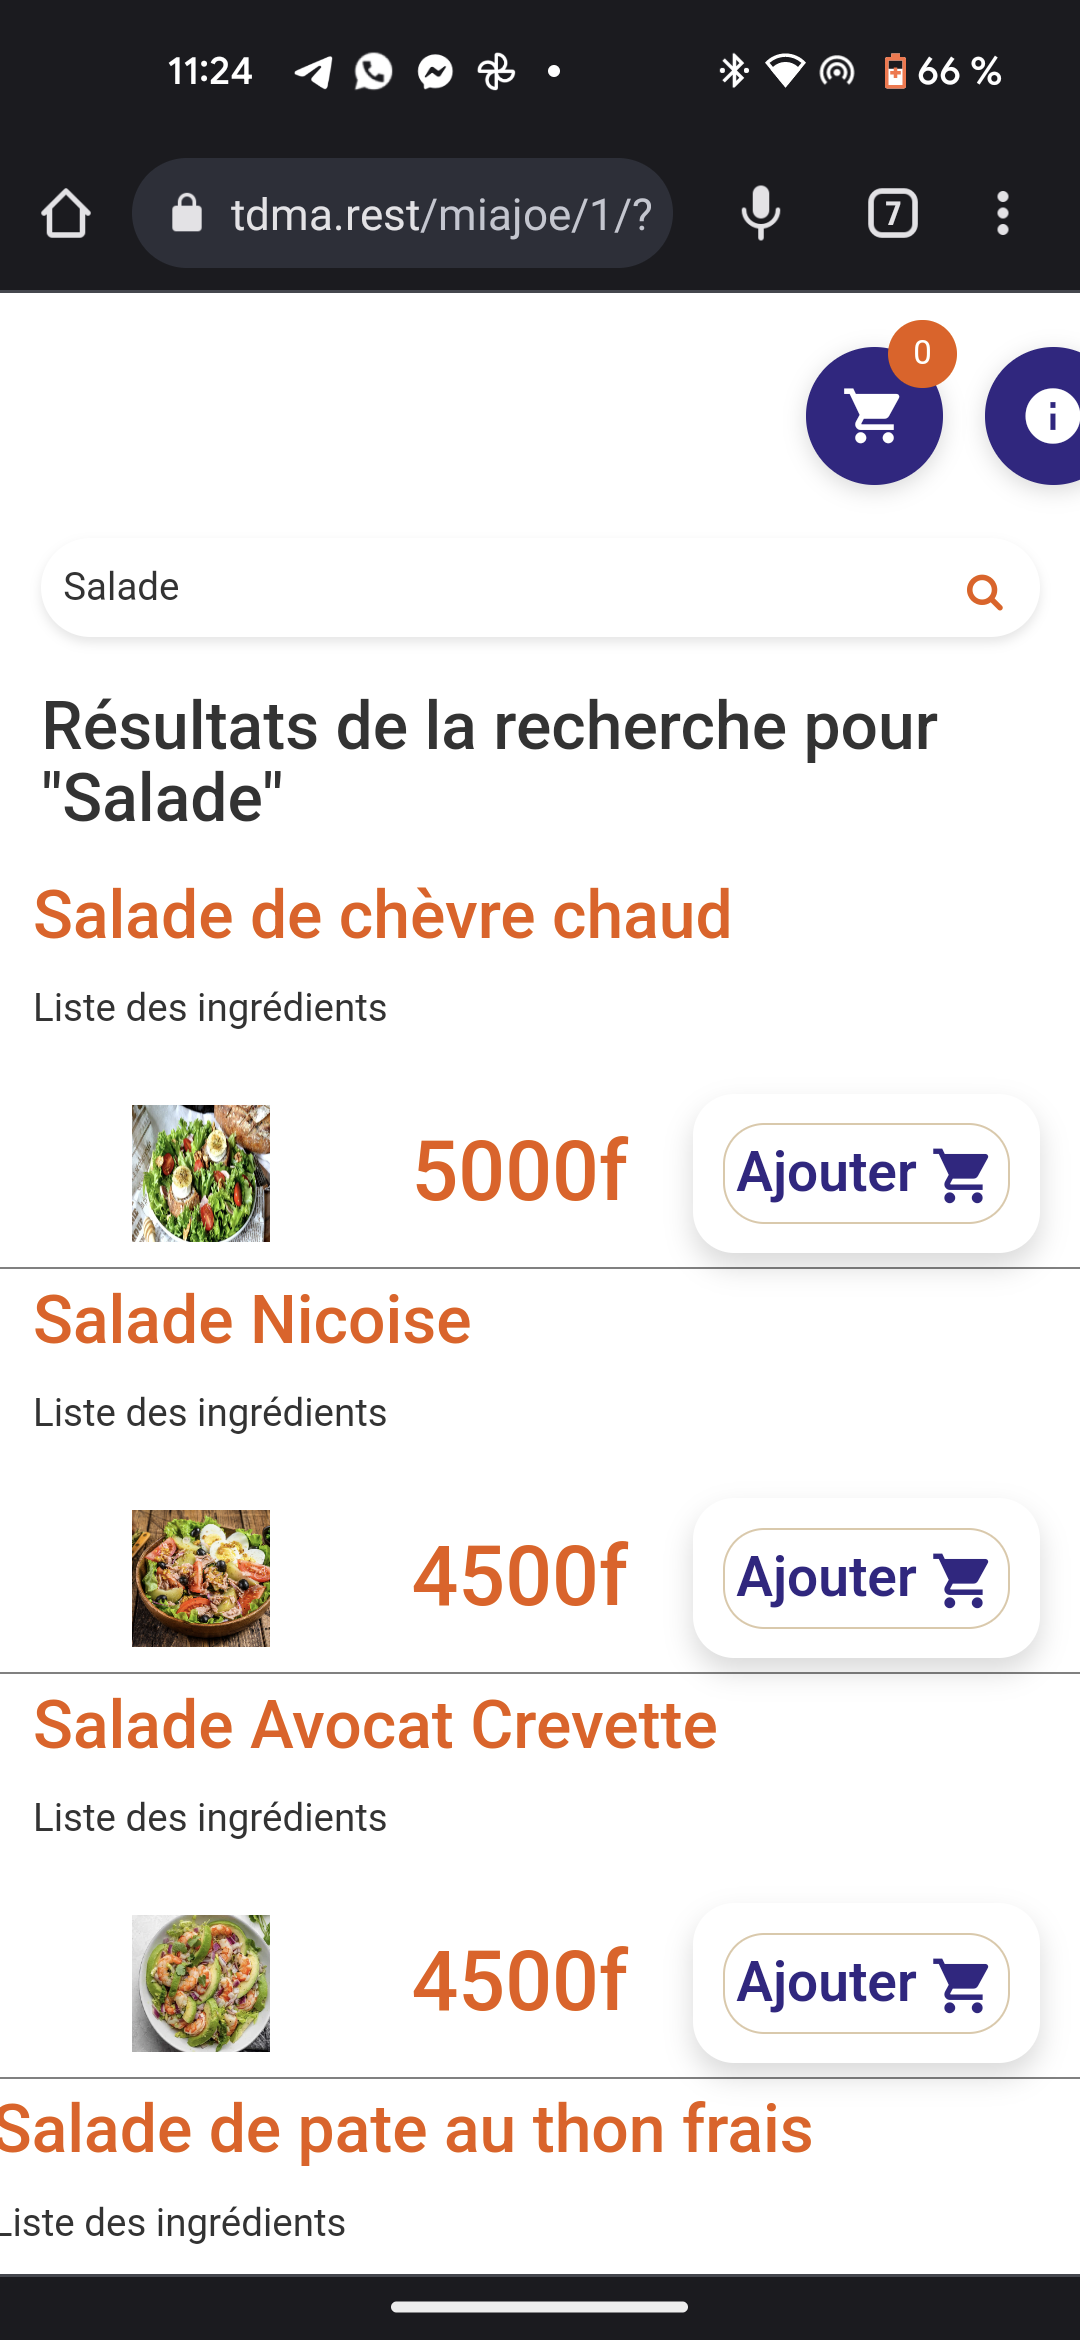 11:24
66 %
tdma.rest/miajoe/1/?
7
0
Salade
Résultats de la recherche pour
"Salade"
Salade de chèvre chaud
Liste des ingrédients
5000f
Ajouter
Salade Nicoise
Liste des ingrédients
4500f
Ajouter
Salade Avocat Crevette
Liste des ingrédients
4500f
Ajouter
Salade de pate au thon frais
Liste des ingrédients